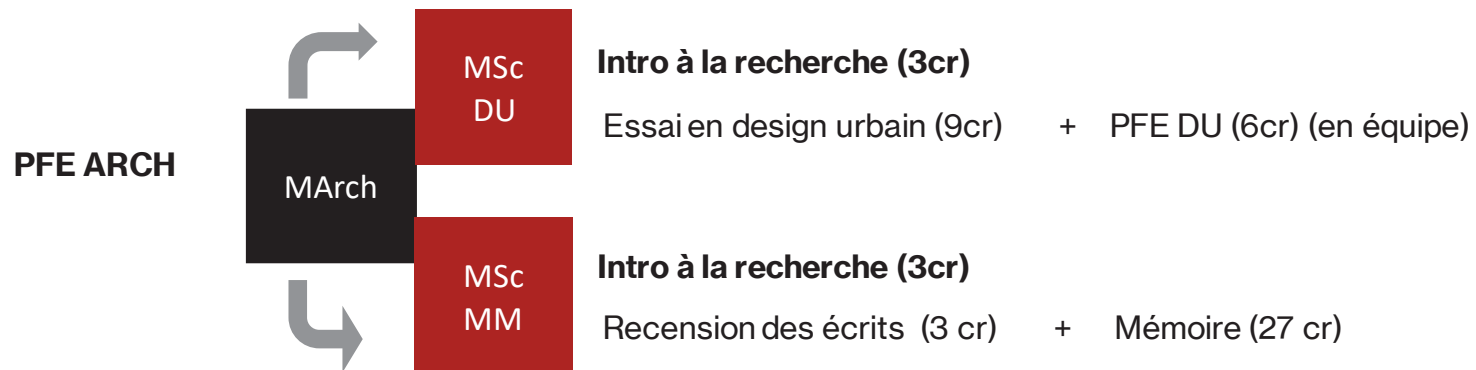 PFE ARCH
MArch
MSc
DU
Intro à la recherche (3cr)
Essai en design urbain (9cr) + PFE DU (6cr) (en équipe)
MSc
MM
Intro à la recherche (3cr)
Recension des écrits (3 cr) + Mémoire (27 cr)